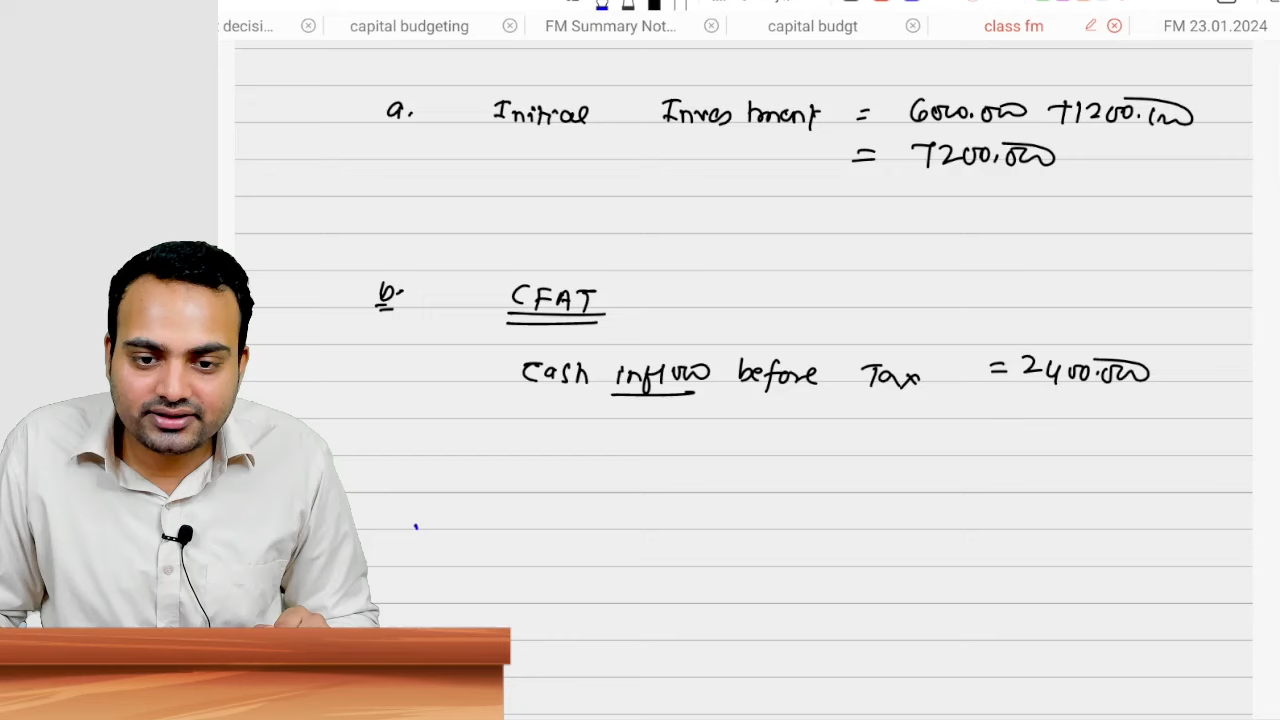 t decisi...
capital budgeting
FM Summary Not...
capital budgt
class fm
FM 23.01.2024
a. Initial Investment = 6000.000 + 1200.000
= 7200.000
b. CFAT
Cash inflow before Tax = 2400.000